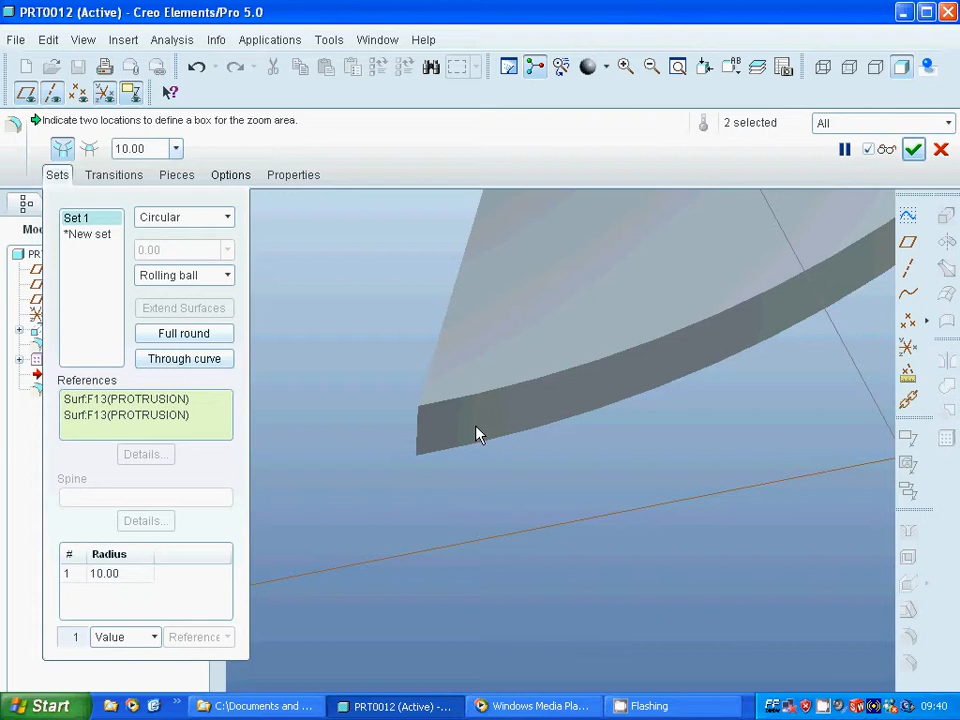 PRT0012 (Active) - Creo Elements/Pro 5.0
File Edit View Insert Analysis Info Applications Tools Window Help
Indicate two locations to define a box for the zoom area.
2 selected
All
10.00
Sets Transitions Pieces Options Properties
Set 1
*New set
Circular
0.00
Rolling ball
Extend Surfaces
Full round
Through curve
References
Surf:F13(PROTRUSION)
Surf:F13(PROTRUSION)
Details...
Spine
Details...
# Radius
1 10.00
1 Value Reference
Start
C:\Documents and ...
PRT0012 (Active) -...
Windows Media Pla...
Flashing
09:40